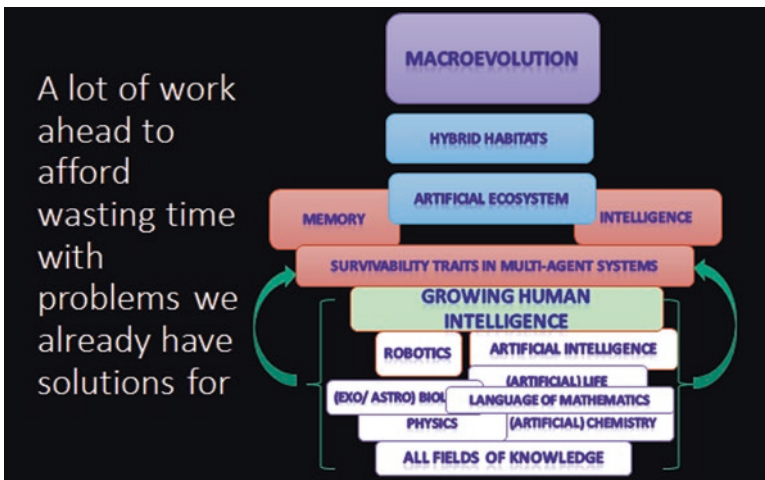 A lot of work
ahead to
afford
wasting time
with
problems we
already have
solutions for
MACROEVOLUTION
HYBRID HABITATS
ARTIFICIAL ECOSYSTEM
MEMORY
INTELLIGENCE
SURVIVABILITY TRAITS IN MULTI-AGENT SYSTEMS
GROWING HUMAN
INTELLIGENCE
ROBOTICS
ARTIFICIAL INTELLIGENCE
(ARTIFICIAL) LIFE
(EXO/ ASTRO)
LANGUAGE OF MATHEMATICS
PHYSICS
(ARTIFICIAL) CHEMISTRY
ALL FIELDS OF KNOWLEDGE